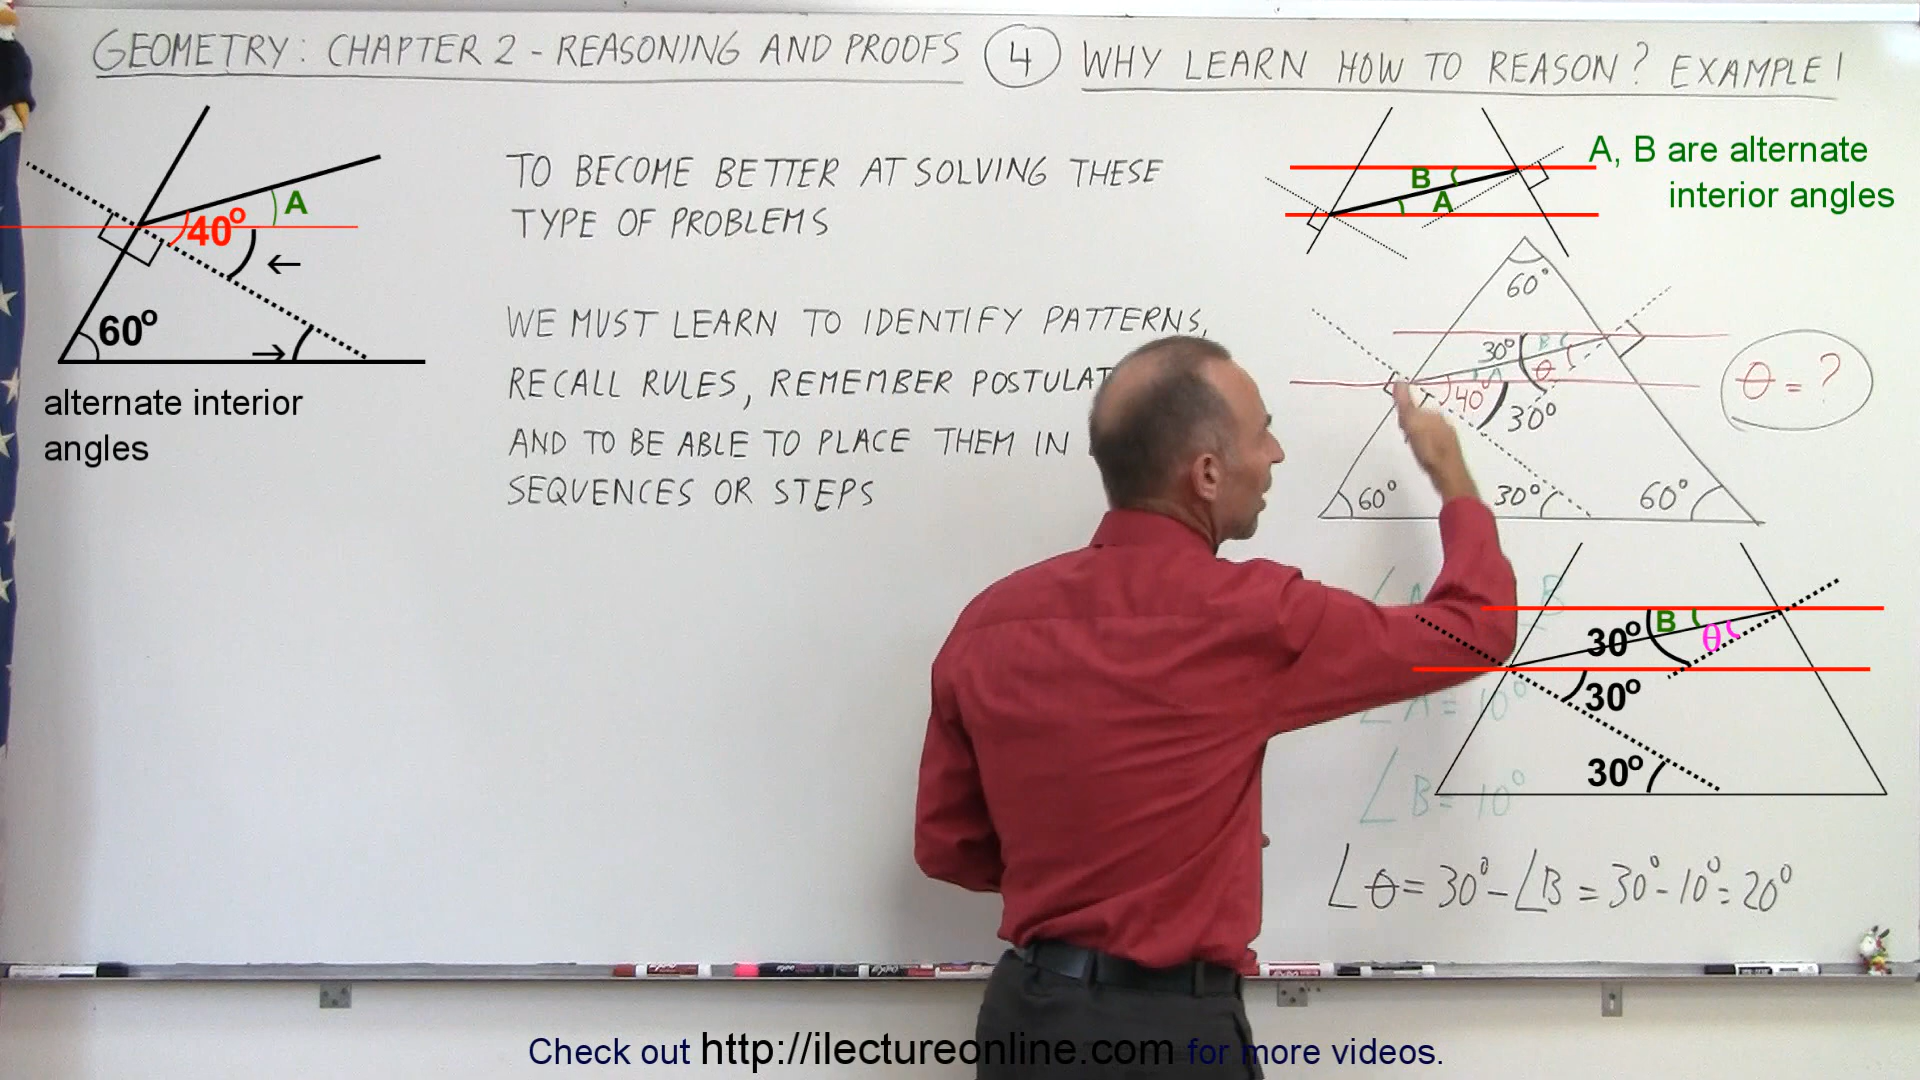 GEOMETRY: CHAPTER 2 - REASONING AND PROOFS 4 WHY LEARN HOW TO REASON? EXAMPLE 1
A
40°
60°
alternate interior
angles
TO BECOME BETTER AT SOLVING THESE
TYPE OF PROBLEMS
WE MUST LEARN TO IDENTIFY PATTERNS,
RECALL RULES, REMEMBER
AND TO BE ABLE TO PLACE THEM IN
SEQUENCES OR STEPS
B
A
A, B are alternate
interior angles
60°
30° B
θ
A
40°
30°
60° 30° 60°
θ = ?
B
30° B θ
30°
∠A = 10°
30°
∠B = 10°
∠θ = 30° - ∠B = 30° - 10° = 20°
Check out http://ilectureonline.com for more videos.